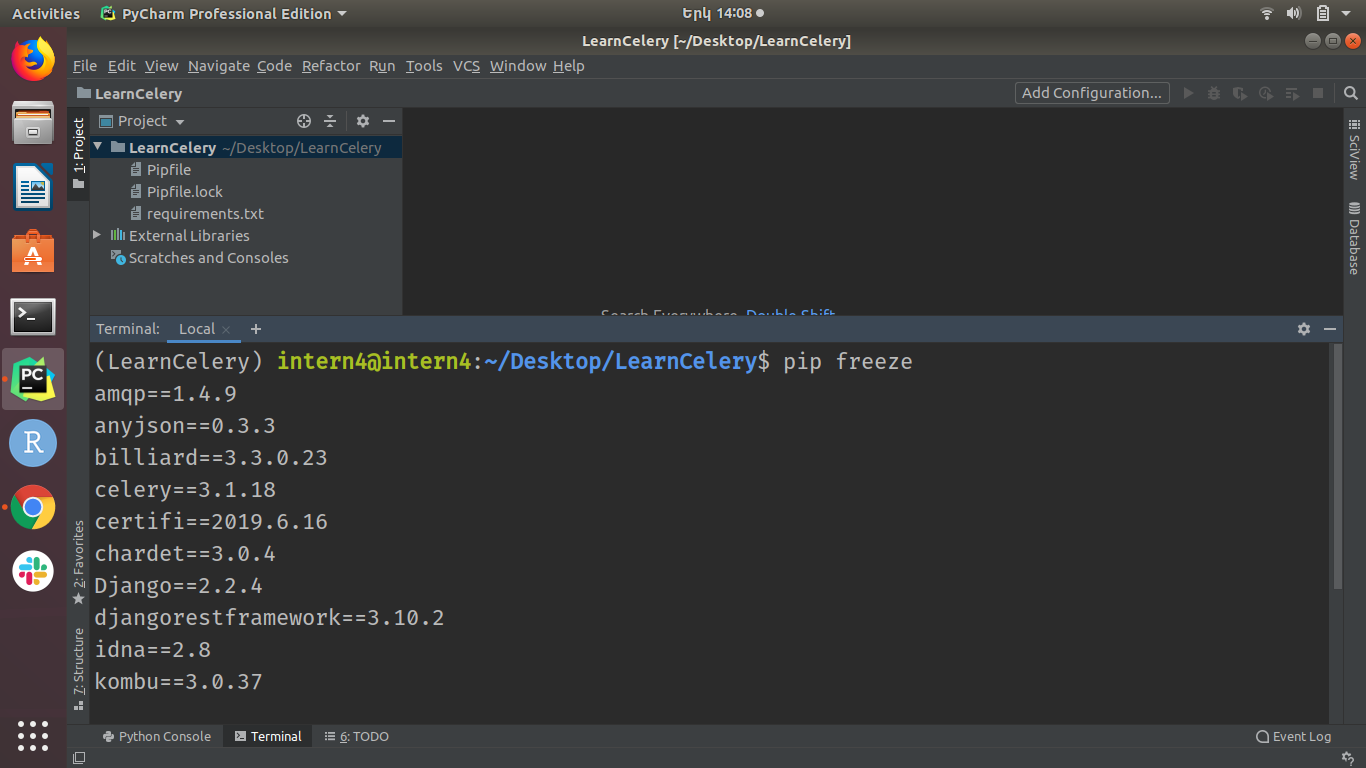 Activities PyCharm Professional Edition Երկ 14:08
LearnCelery [~/Desktop/LearnCelery]
File Edit View Navigate Code Refactor Run Tools VCS Window Help
LearnCelery Add Configuration...
Project
LearnCelery ~/Desktop/LearnCelery
Pipfile
Pipfile.lock
requirements.txt
External Libraries
Scratches and Consoles
1: Project
SciView
Database
Search Everywhere Double Shift
Terminal: Local +
(LearnCelery) intern4@intern4:~/Desktop/LearnCelery$ pip freeze
amqp==1.4.9
anyjson==0.3.3
billiard==3.3.0.23
celery==3.1.18
certifi==2019.6.16
chardet==3.0.4
Django==2.2.4
djangorestframework==3.10.2
idna==2.8
kombu==3.0.37
2: Favorites
7: Structure
PC
R
Python Console Terminal 6: TODO Event Log